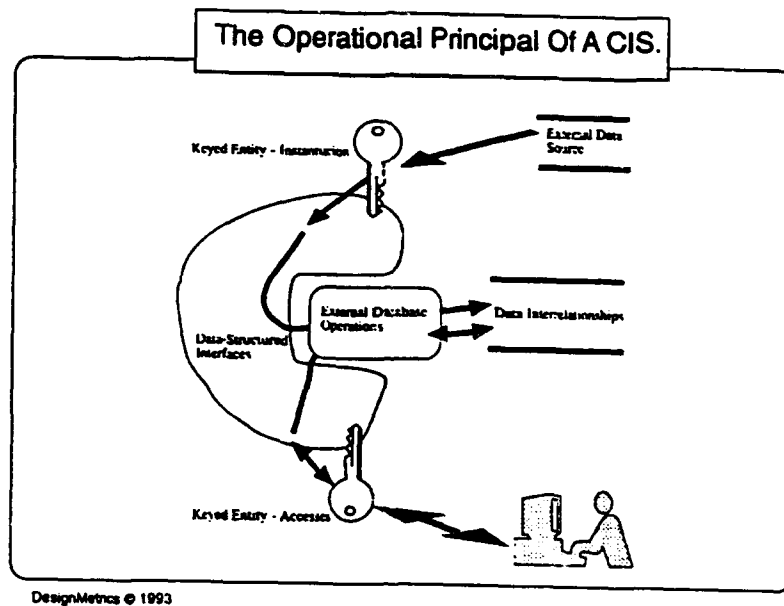 The Operational Principal Of A CIS.
Keyed Entity - Instantiation
External Data
Source
External Database
Operations
Data Interrelationships
Data-Structured
Interfaces
Keyed Entity - Accesses
DesignMetrics © 1993